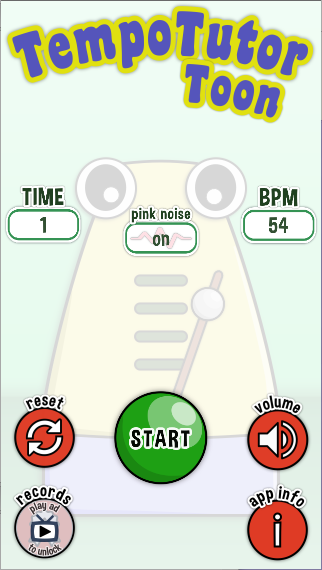 TempoTutor
Toon
TIME
1
pink noise
on
BPM
54
reset
START
volume
records
play ad
to unlock
app info
i